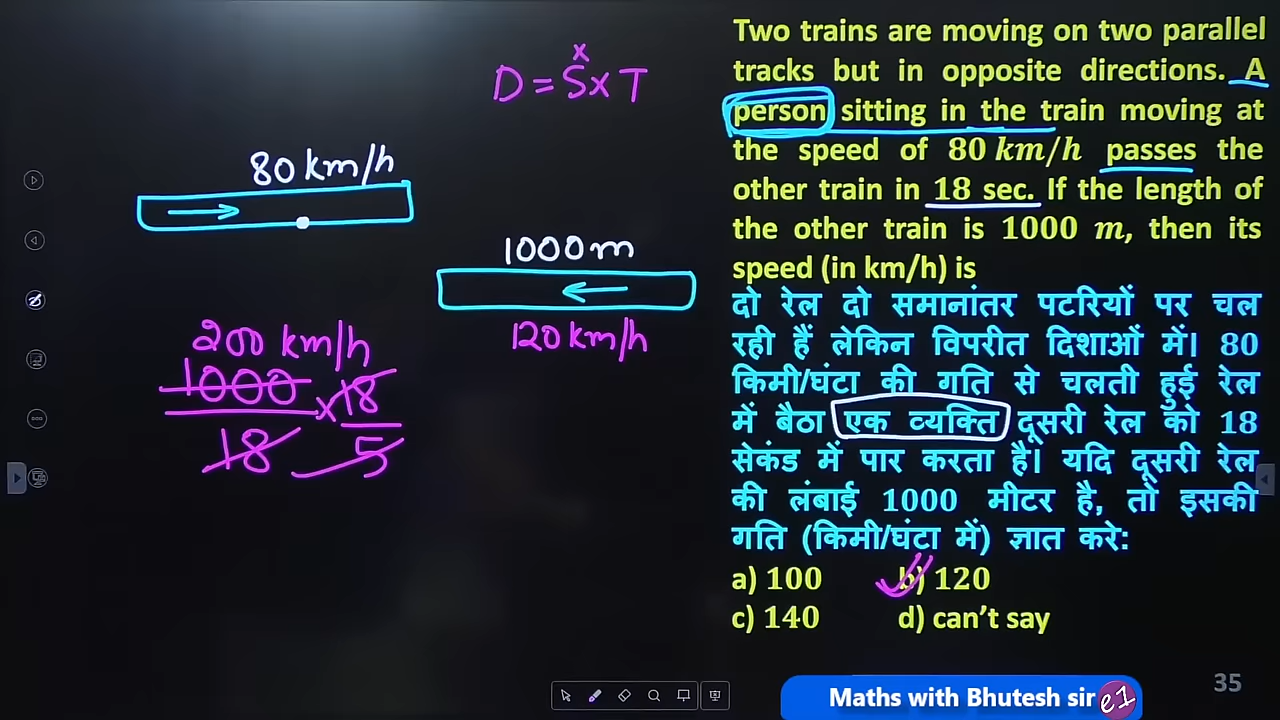 D = S x T
x
80 km/h
1000 m
120 km/h
200 km/h
1000 x 18
18 5
Two trains are moving on two parallel
tracks but in opposite directions. A
person sitting in the train moving at
the speed of 80 km/h passes the
other train in 18 sec. If the length of
the other train is 1000 m, then its
speed (in km/h) is
दो रेल दो समानांतर पटरियों पर चल
रही हैं लेकिन विपरीत दिशाओं में। 80
किमी/घंटा की गति से चलती हुई रेल
में बैठा एक व्यक्ति दूसरी रेल को 18
सेकंड में पार करता है। यदि दूसरी रेल
की लंबाई 1000 मीटर है, तो इसकी
गति (किमी/घंटा में) ज्ञात करे:
a) 100 b) 120
c) 140 d) can't say
Maths with Bhutesh sir e1
35